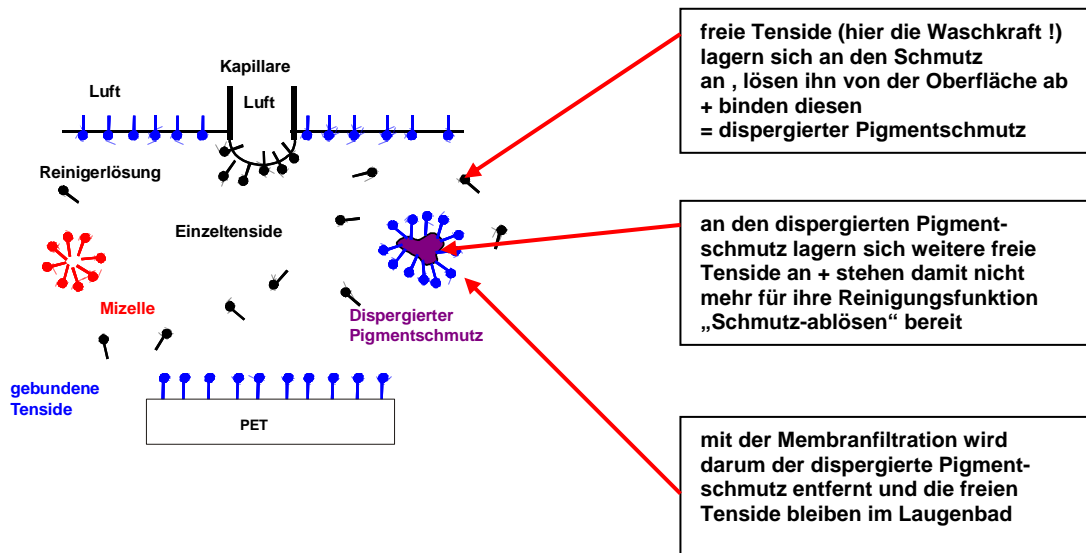 Kapillare
Luft
Luft
Reinigerlösung
Einzeltenside
Mizelle
Dispergierter
Pigmentschmutz
gebundene
Tenside
PET
freie Tenside (hier die Waschkraft !)
lagern sich an den Schmutz
an , lösen ihn von der Oberfläche ab
+ binden diesen
= dispergierter Pigmentschmutz
an den dispergierten Pigment-
schmutz lagern sich weitere freie
Tenside an + stehen damit nicht
mehr für ihre Reinigungsfunktion
„Schmutz-ablösen“ bereit
mit der Membranfiltration wird
darum der dispergierte Pigment-
schmutz entfernt und die freien
Tenside bleiben im Laugenbad